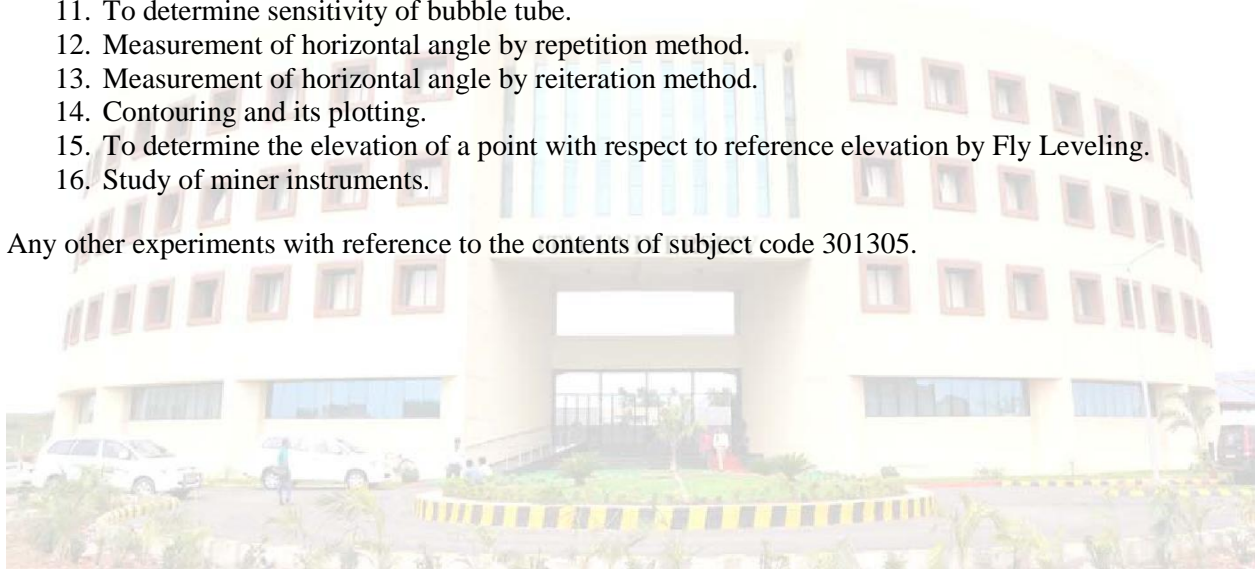 11. To determine sensitivity of bubble tube.
12. Measurement of horizontal angle by repetition method.
13. Measurement of horizontal angle by reiteration method.
14. Contouring and its plotting.
15. To determine the elevation of a point with respect to reference elevation by Fly Leveling.
16. Study of miner instruments.
Any other experiments with reference to the contents of subject code 301305.